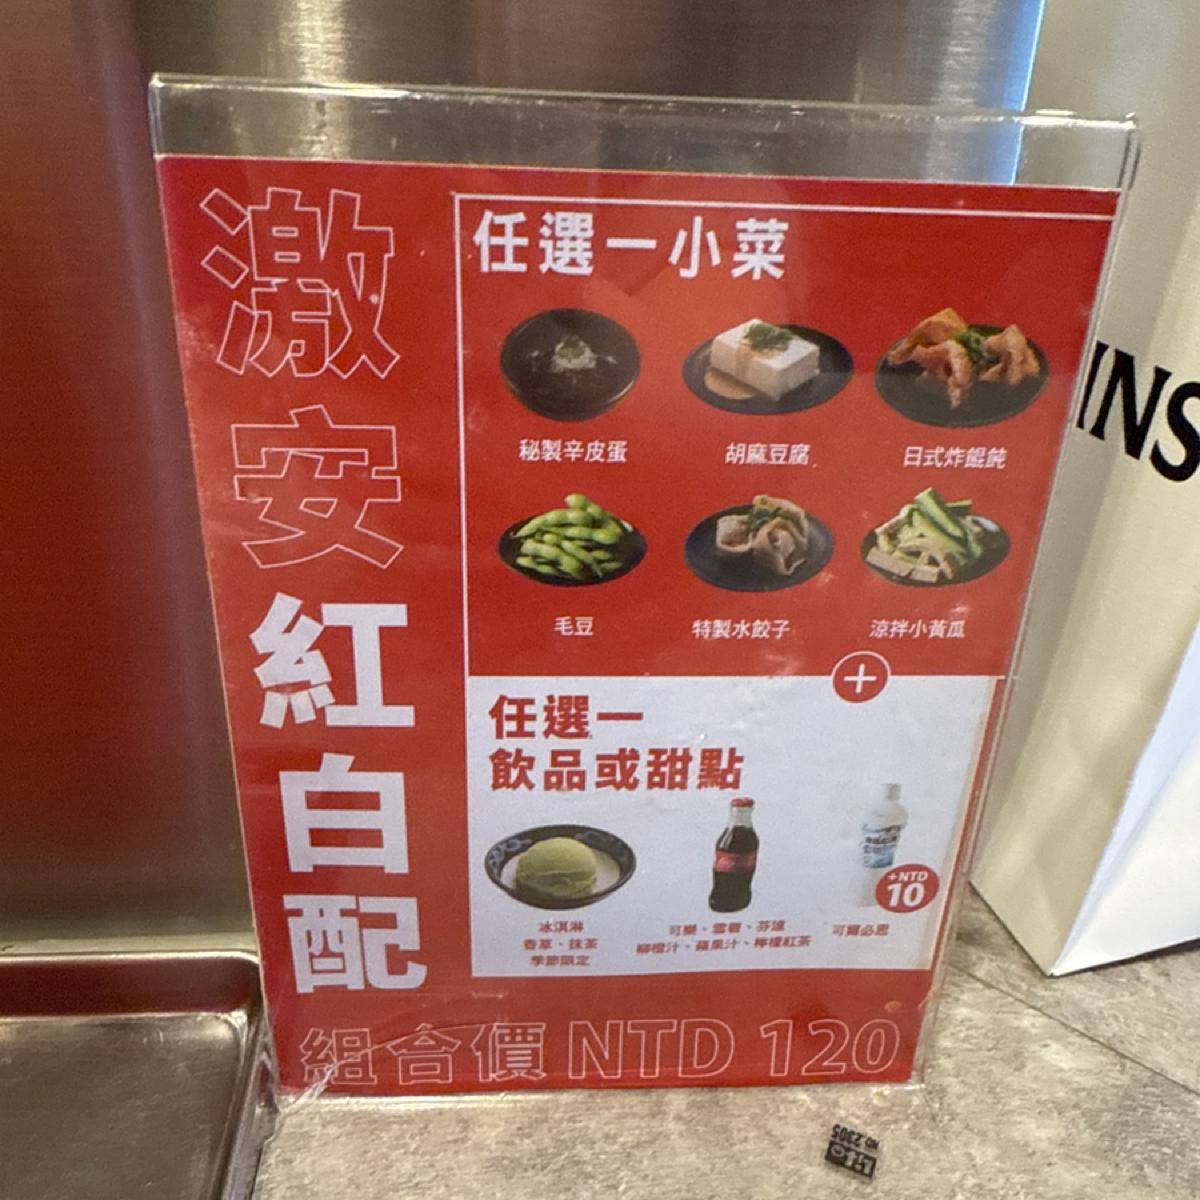 激安紅白配
任選一小菜
秘製辛皮蛋
胡麻豆腐
日式炸餛飩
毛豆
特製水餃子
涼拌小黃瓜
+
任選一
飲品或甜點
冰淇淋
香草、抹茶
季節限定
可樂、雪碧、芬達
柳橙汁、蘋果汁、檸檬紅茶
+NTD
10
可爾必思
組合價 NTD 120
INS
Lifo
NO.2305